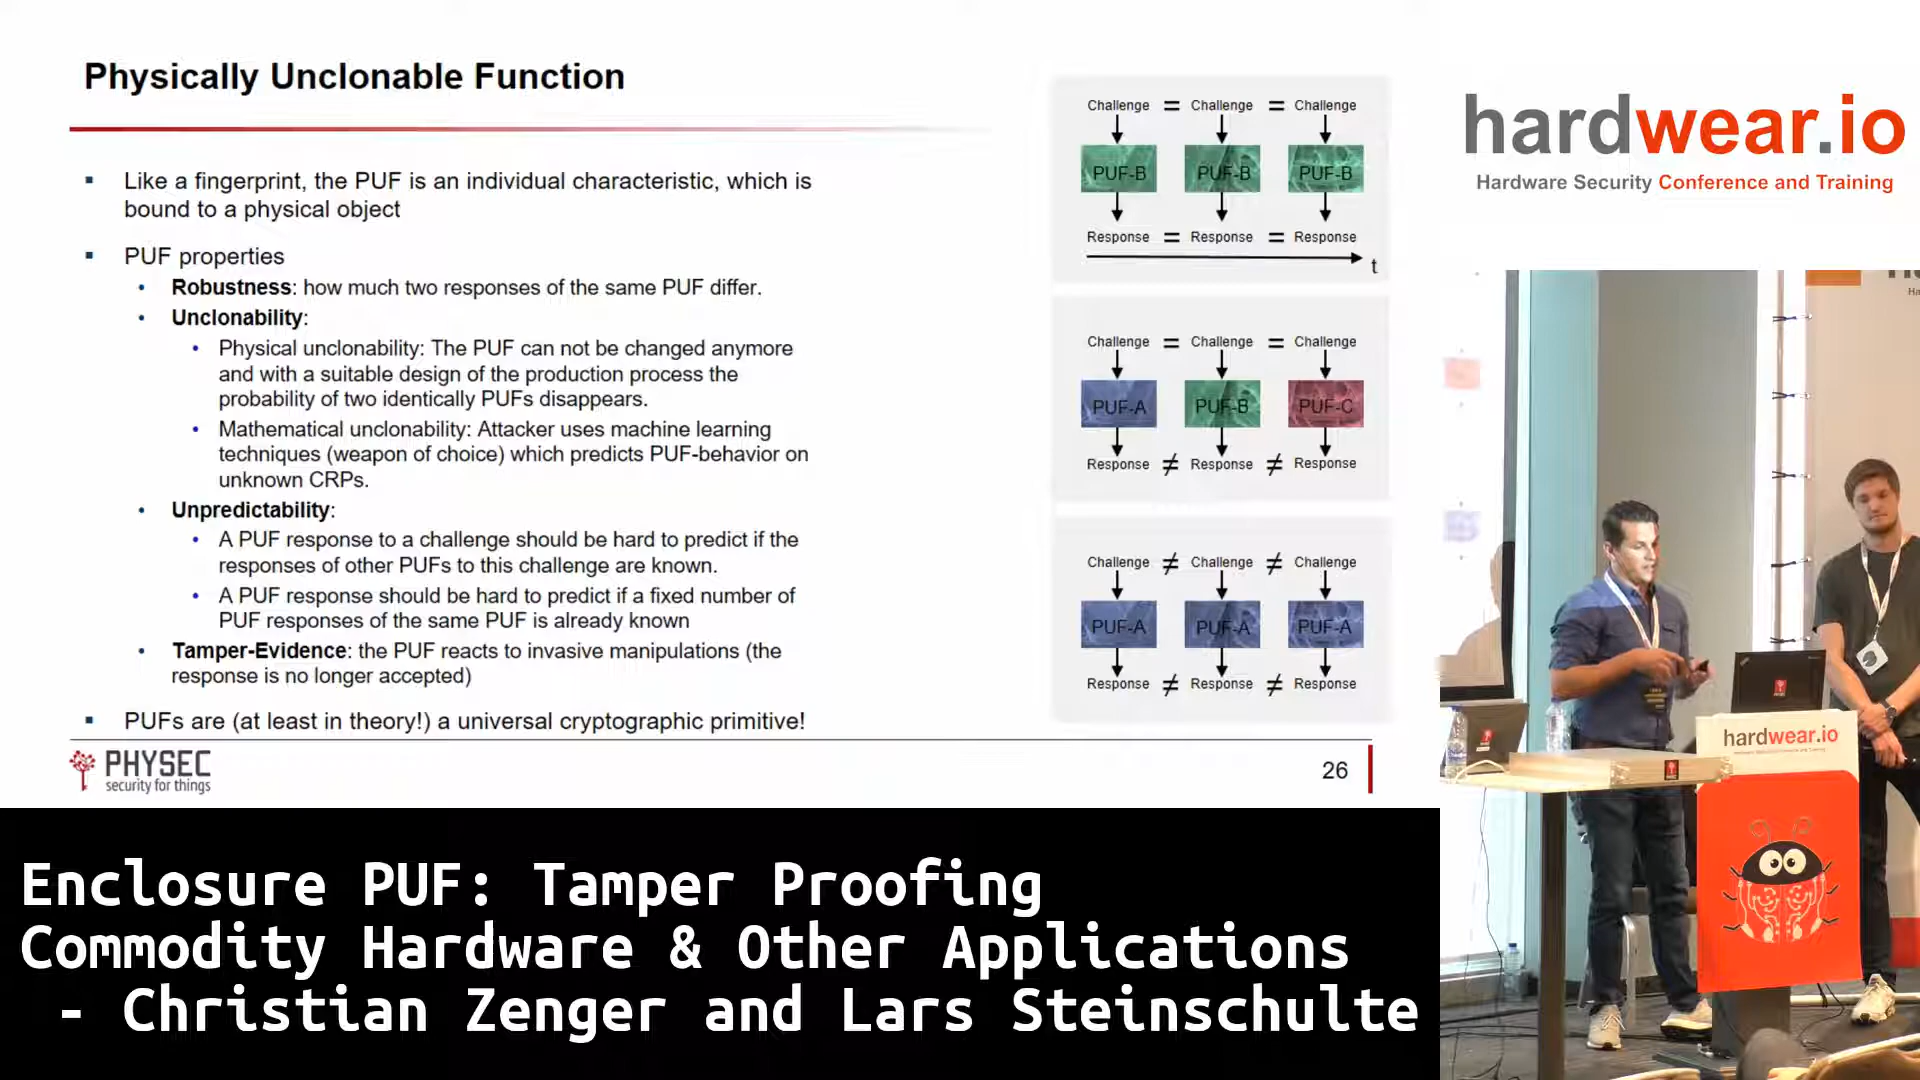 Physically Unclonable Function
Like a fingerprint, the PUF is an individual characteristic, which is
bound to a physical object
PUF properties
Robustness: how much two responses of the same PUF differ.
Unclonability:
Physical unclonability: The PUF can not be changed anymore
and with a suitable design of the production process the
probability of two identically PUFs disappears.
Mathematical unclonability: Attacker uses machine learning
techniques (weapon of choice) which predicts PUF-behavior on
unknown CRPs.
Unpredictability:
A PUF response to a challenge should be hard to predict if the
responses of other PUFs to this challenge are known.
A PUF response should be hard to predict if a fixed number of
PUF responses of the same PUF is already known
Tamper-Evidence: the PUF reacts to invasive manipulations (the
response is no longer accepted)
PUFs are (at least in theory!) a universal cryptographic primitive!
Challenge = Challenge = Challenge
PUF-B PUF-B PUF-B
Response = Response = Response
t
Challenge = Challenge = Challenge
PUF-A PUF-B PUF-C
Response ≠ Response ≠ Response
Challenge ≠ Challenge ≠ Challenge
PUF-A PUF-A PUF-A
Response ≠ Response ≠ Response
PHYSEC
security for things
26
hardwear.io
Hardware Security Conference and Training
hardwear.io
Enclosure PUF: Tamper Proofing
Commodity Hardware & Other Applications
- Christian Zenger and Lars Steinschulte